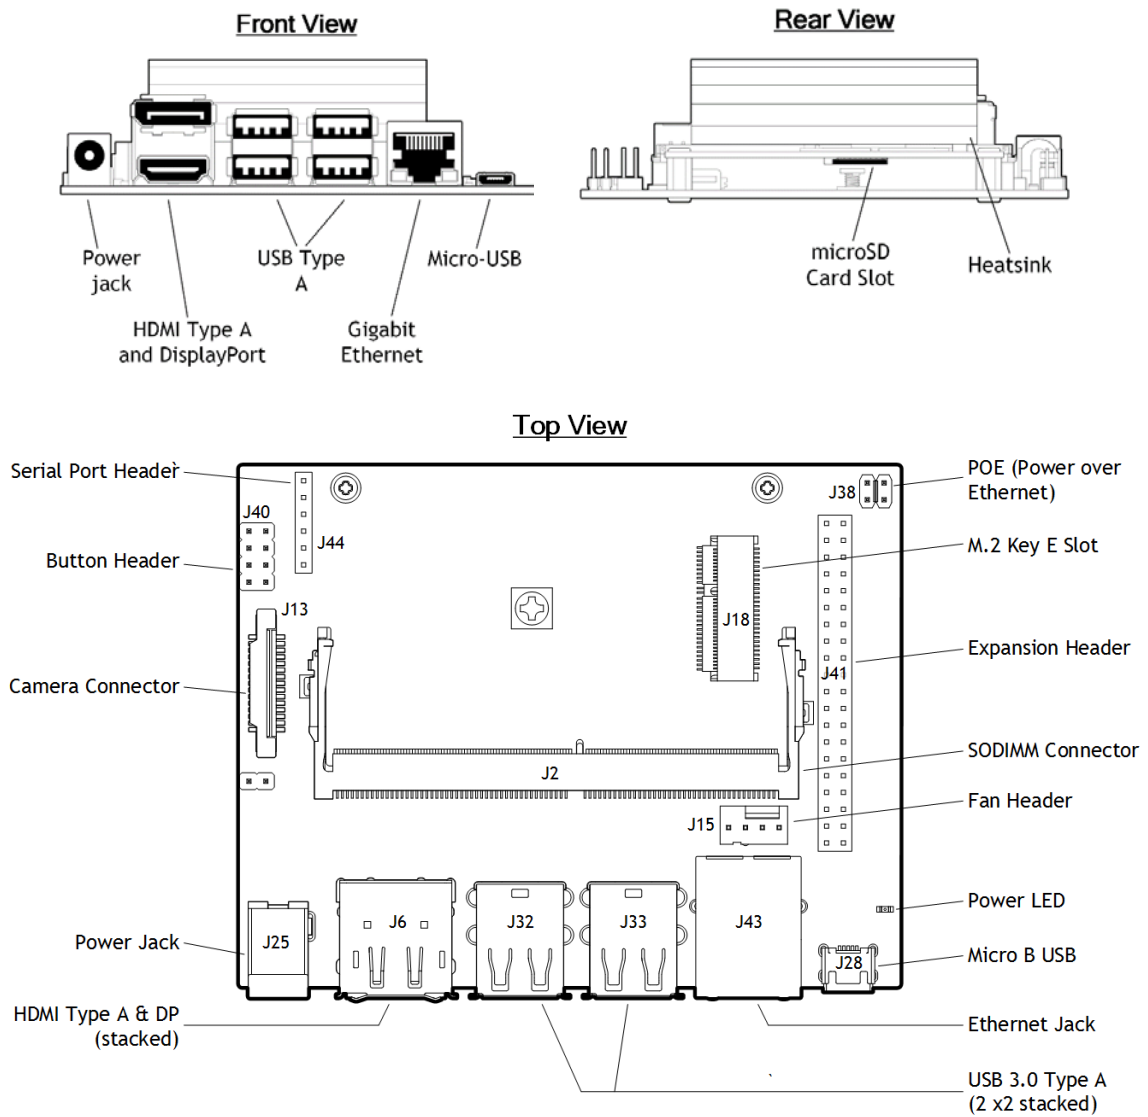 Front View
Rear View
Power
jack
USB Type
A
Micro-USB
HDMI Type A
and DisplayPort
Gigabit
Ethernet
microSD
Card Slot
Heatsink
Top View
Serial Port Header
J40
J44
Button Header
J13
Camera Connector
J38
POE (Power over
Ethernet)
M.2 Key E Slot
J18
Expansion Header
J41
SODIMM Connector
J2
Fan Header
J15
Power LED
J25
J6
J32
J33
J43
J28
Power Jack
Micro B USB
HDMI Type A & DP
(stacked)
Ethernet Jack
USB 3.0 Type A
(2 x2 stacked)